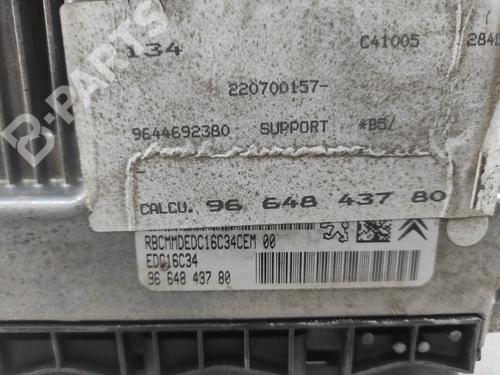 134 C41005 284
220700157-
9644692380 SUPPORT *B5/
-
CALCU. 96 648 437 80
RBCMMDEDC16C34CEM 00
EDC16C34
96 648 437 80
B-PARTS